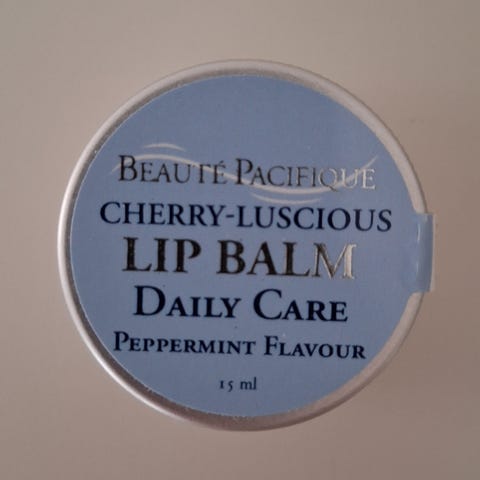 BEAUTÉ PACIFIQUE
CHERRY-LUSCIOUS
LIP BALM
DAILY CARE
PEPPERMINT FLAVOUR
15 ml